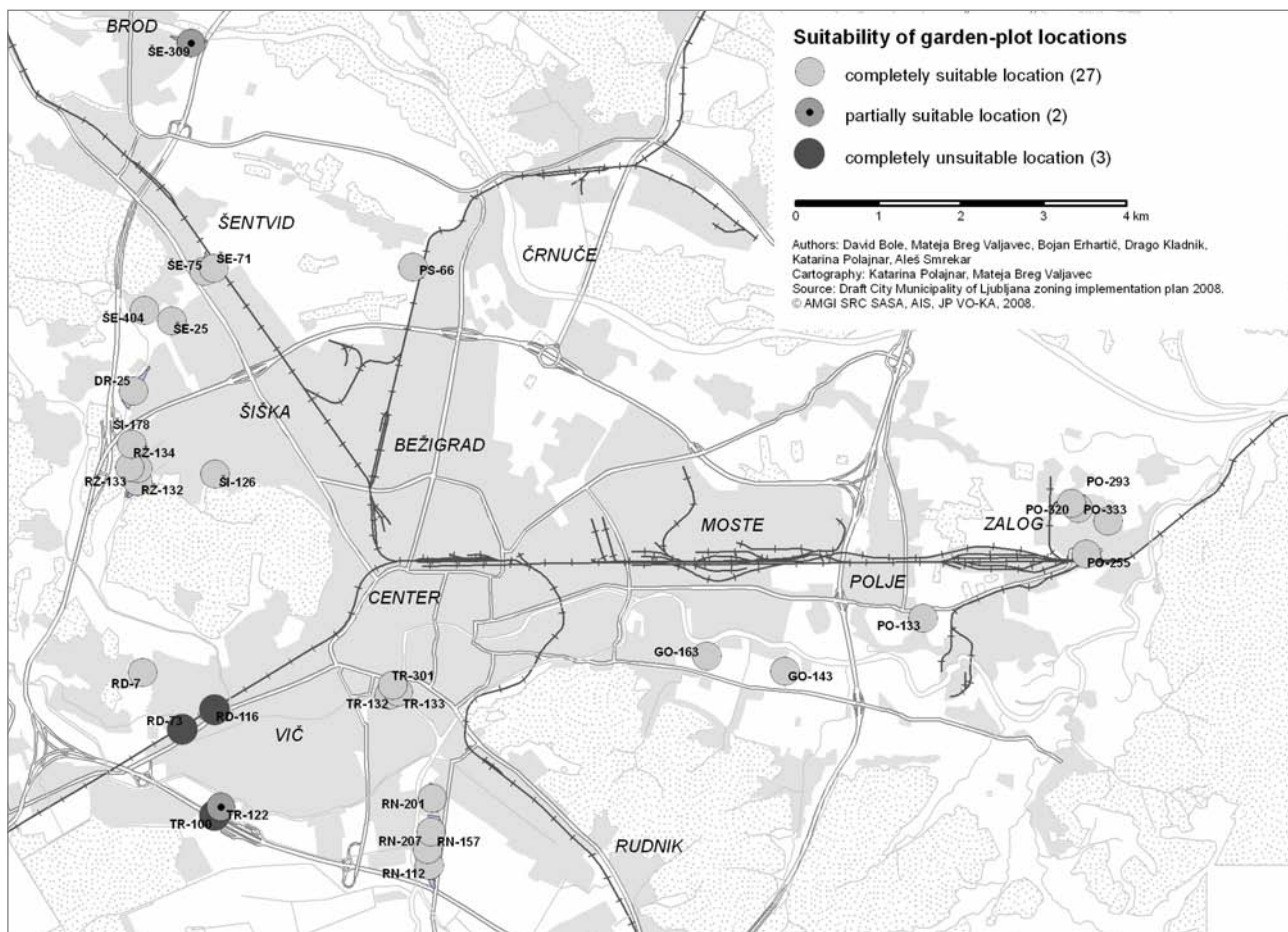 BROD
ŠE-309
Suitability of garden-plot locations
completely suitable location (27)
partially suitable location (2)
completely unsuitable location (3)
0 1 2 3 4 km
Authors: David Bole, Mateja Breg Valjavec, Bojan Erhartič, Drago Kladnik,
Katarina Polajnar, Aleš Smrekar
Cartography: Katarina Polajnar, Mateja Breg Valjavec
Source: Draft City Municipality of Ljubljana zoning implementation plan 2008.
© AMGI SRC SASA, AIS, JP VO-KA, 2008.
ŠENTVID
ČRNUČE
ŠE-75
ŠE-71
PS-66
ŠE-404
ŠE-25
DR-25
ŠI-178
ŠIŠKA
BEŽIGRAD
RŽ-134
RŽ-133
RŽ-132
ŠI-126
MOSTE
ZALOG
PO-293
PO-320
PO-333
PO-255
POLJE
CENTER
PO-133
GO-163
GO-143
RD-7
TR-301
TR-132
TR-133
RD-73
RD-116
VIČ
TR-100
TR-122
RN-201
RN-207
RN-157
RN-112
RUDNIK